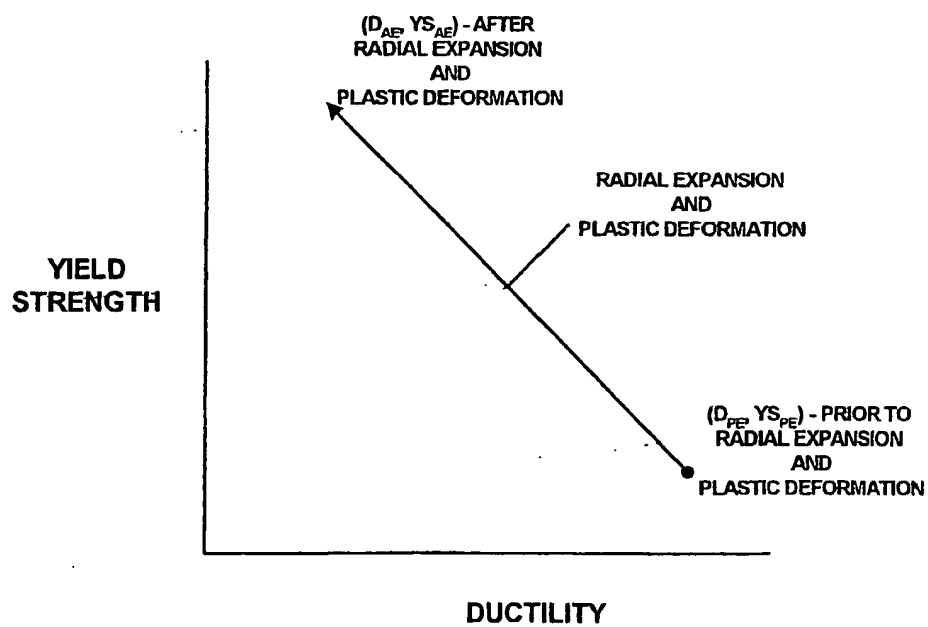 (D_AE, YS_AE) - AFTER
RADIAL EXPANSION
AND
PLASTIC DEFORMATION
RADIAL EXPANSION
AND
PLASTIC DEFORMATION
YIELD
STRENGTH
(D_PE, YS_PE) - PRIOR TO
RADIAL EXPANSION
AND
PLASTIC DEFORMATION
DUCTILITY